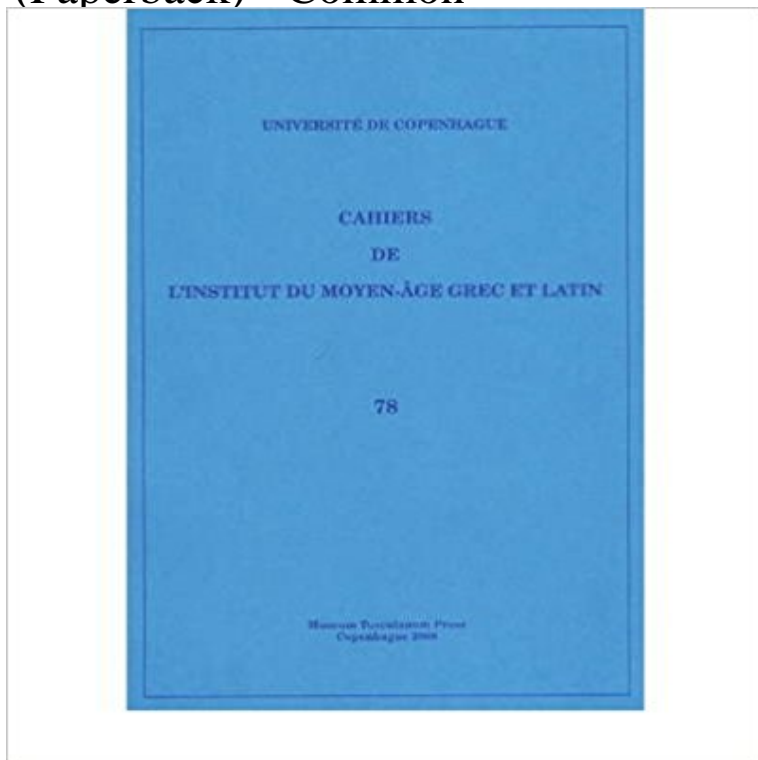 (Paperback) - Common
UNIVERSITÉ DE COPENHAGUE
CAHIERS
DE
L'INSTITUT DU MOYEN-ÂGE GREC ET LATIN
78
Museum Tusculanum Press
Copenhague 2008